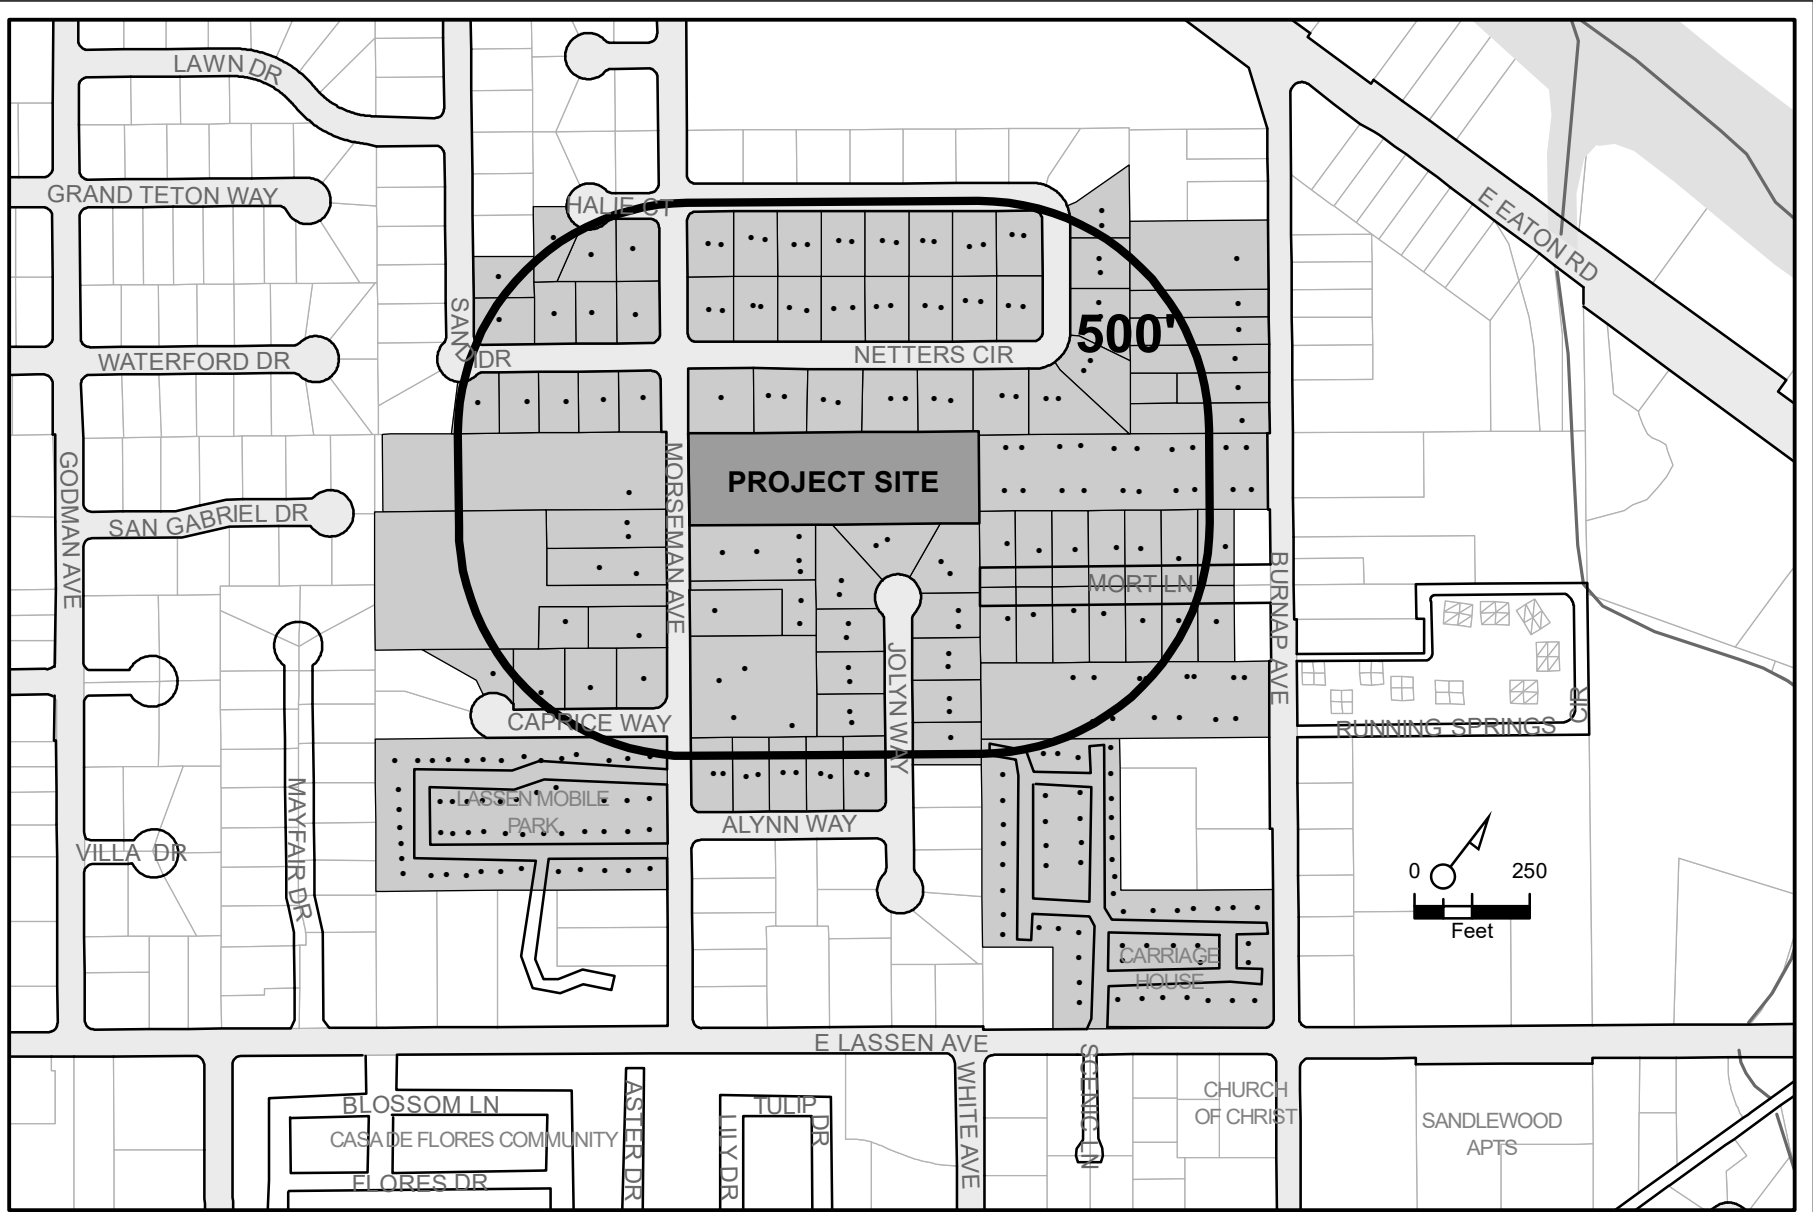 LAWN DR
GRAND TETON WAY
HALIE CT
E EATON RD
SANDI DR
500'
WATERFORD DR
NETTERS CIR
GODMAN AVE
MORSEMAN AVE
PROJECT SITE
SAN GABRIEL DR
MORT LN
BURNAP AVE
JOLYN WAY
CAPRICE WAY
RUNNING SPRINGS
CIR
MAYFAIR DR
LASSEN MOBILE
PARK
ALYNN WAY
VILLA DR
0
250
Feet
CARRIAGE
HOUSE
E LASSEN AVE
SCENIC LN
WHITE AVE
ASTER DR
CHURCH
OF CHRIST
BLOSSOM LN
TULIP
DR
LILLY DR
SANDLEWOOD
APTS
CASA DE FLORES COMMUNITY
FLORES DR